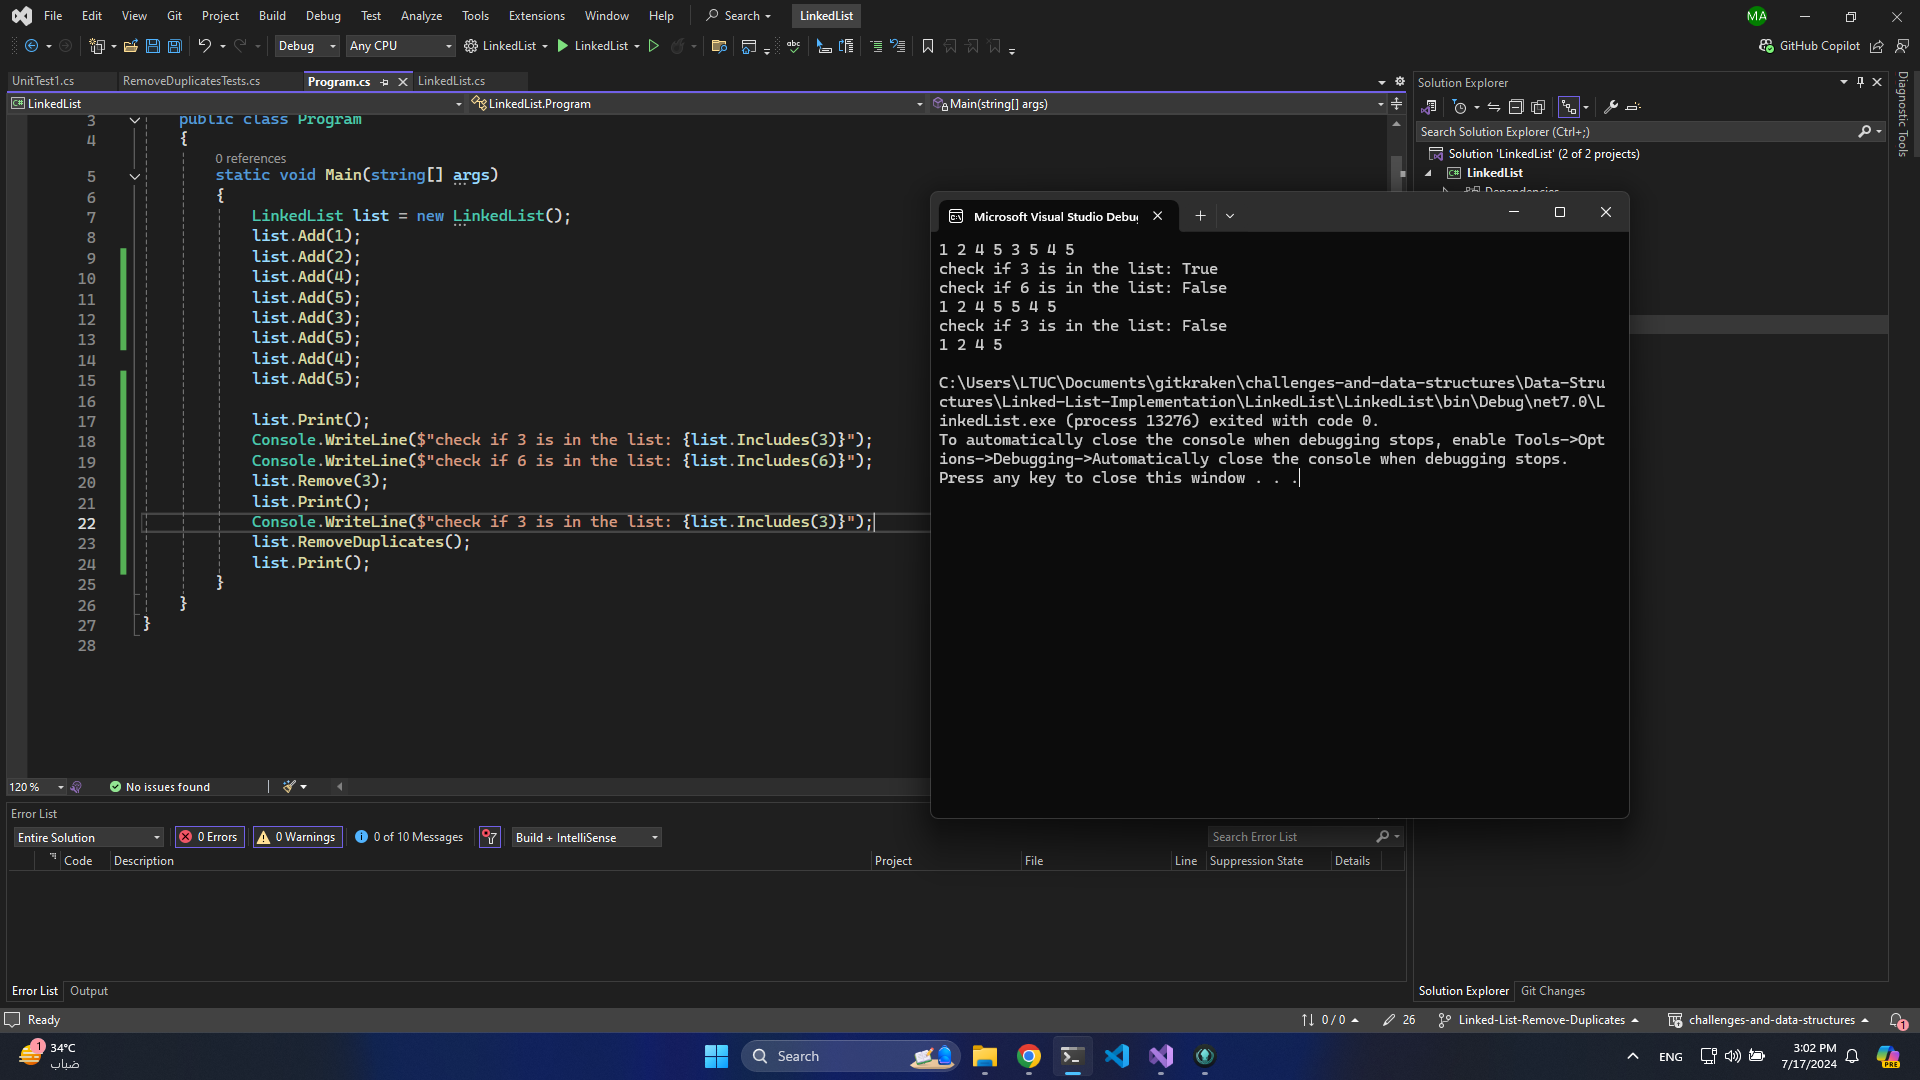 File Edit View Git Project Build Debug Test Analyze Tools Extensions Window Help Search LinkedList MA
Debug Any CPU LinkedList LinkedList GitHub Copilot
UnitTest1.cs RemoveDuplicatesTests.cs Program.cs LinkedList.cs
LinkedList LinkedList.Program Main(string[] args)
3 public class Program
4 {
0 references
5 static void Main(string[] args)
6 {
7 LinkedList list = new LinkedList();
8 list.Add(1);
9 list.Add(2);
10 list.Add(4);
11 list.Add(5);
12 list.Add(3);
13 list.Add(5);
14 list.Add(4);
15 list.Add(5);
16
17 list.Print();
18 Console.WriteLine($"check if 3 is in the list: {list.Includes(3)}");
19 Console.WriteLine($"check if 6 is in the list: {list.Includes(6)}");
20 list.Remove(3);
21 list.Print();
22 Console.WriteLine($"check if 3 is in the list: {list.Includes(3)}");
23 list.RemoveDuplicates();
24 list.Print();
25 }
26 }
27 }
28
120 % No issues found
Microsoft Visual Studio Debu
1 2 4 5 3 5 4 5
check if 3 is in the list: True
check if 6 is in the list: False
1 2 4 5 5 4 5
check if 3 is in the list: False
1 2 4 5
C:\Users\LTUC\Documents\gitkraken\challenges-and-data-structures\Data-Stru
ctures\Linked-List-Implementation\LinkedList\LinkedList\bin\Debug\net7.0\L
inkedList.exe (process 13276) exited with code 0.
To automatically close the console when debugging stops, enable Tools->Opt
ions->Debugging->Automatically close the console when debugging stops.
Press any key to close this window . . .
Solution Explorer
Search Solution Explorer (Ctrl+;)
Solution 'LinkedList' (2 of 2 projects)
LinkedList
Dependencies
Diagnostic Tools
Error List
Entire Solution 0 Errors 0 Warnings 0 of 10 Messages Build + IntelliSense Search Error List
Code Description Project File Line Suppression State Details
Error List Output
Solution Explorer Git Changes
Ready 0 / 0 26 Linked-List-Remove-Duplicates challenges-and-data-structures 1
1 34°C
ضباب
Search
ENG
3:02 PM
7/17/2024
PRE